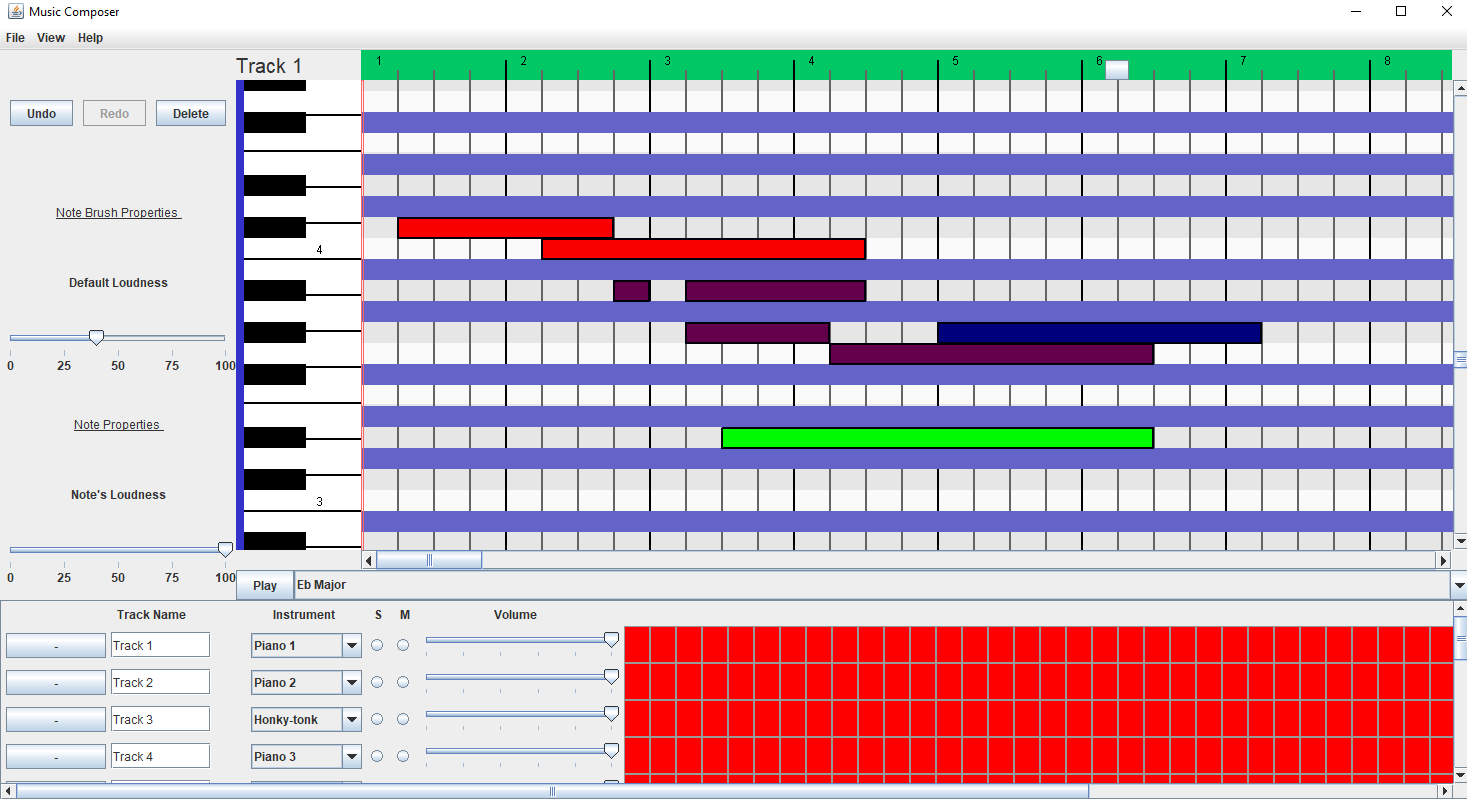 Music Composer
File View Help
Track 1
1 2 3 4 5 6 7 8
Undo Redo Delete
Note Brush Properties
4
Default Loudness
0 25 50 75 100
Note Properties
Note's Loudness
3
0 25 50 75 100
Play Eb Major
Track Name Instrument S M Volume
- Track 1 Piano 1
- Track 2 Piano 2
- Track 3 Honky-tonk
- Track 4 Piano 3